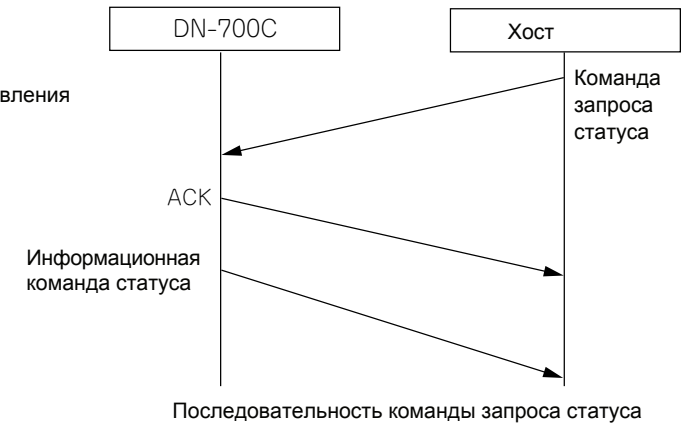 DN-700C
Хост
Команда
запроса
статуса
вления
ACK
Информационная
команда статуса
Последовательность команды запроса статуса